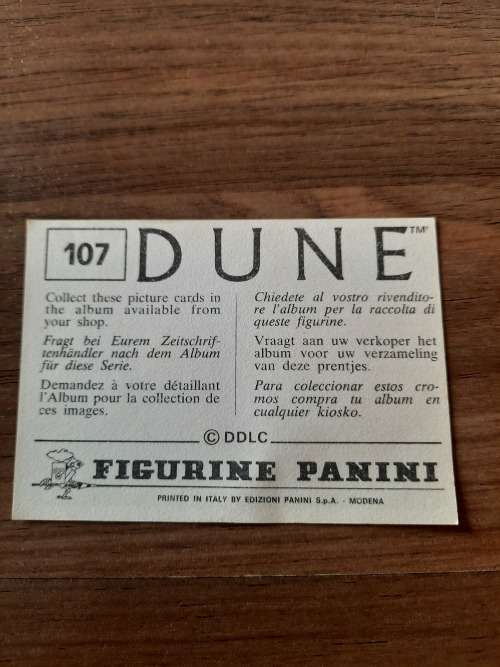 107 DUNE™
Collect these picture cards in
the album available from
your shop.
Fragt bei Eurem Zeitschrif-
tenhändler nach dem Album
für diese Serie.
Demandez à votre détaillant
l'Album pour la collection de
ces images.
Chiedete al vostro rivendito-
re l'album per la raccolta di
queste figurine.
Vraagt aan uw verkoper het
album voor uw verzameling
van deze prentjes.
Para coleccionar estos cro-
mos compra tu album en
cualquier kiosko.
© DDLC
FIGURINE PANINI
PRINTED IN ITALY BY EDIZIONI PANINI S.p.A. - MODENA